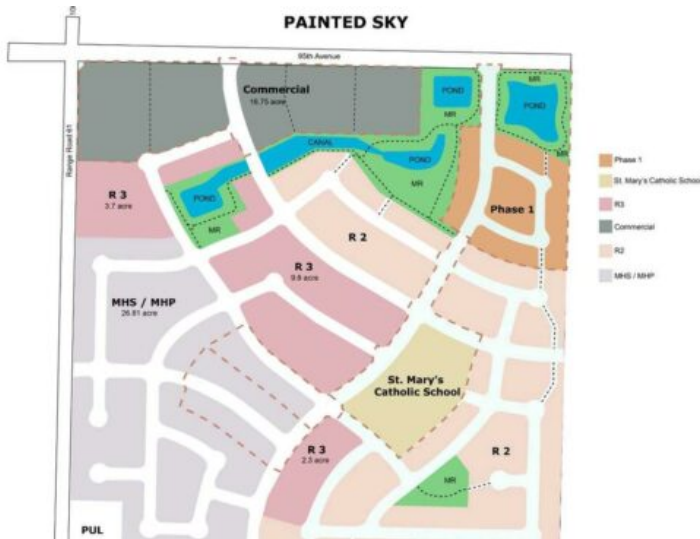 PAINTED SKY
95th Avenue
Range Road 61
Commercial
16.75 acre
POND
MR
POND
MR
MR
CANAL
POND
MR
R 3
3.7 acre
POND
MR
Phase 1
R 2
R 3
9.8 acre
MHS / MHP
26.81 acre
St. Mary's
Catholic School
R 3
2.3 acre
R 2
MR
PUL
Phase 1
St. Mary's Catholic School
R3
Commercial
R2
MHS / MHP